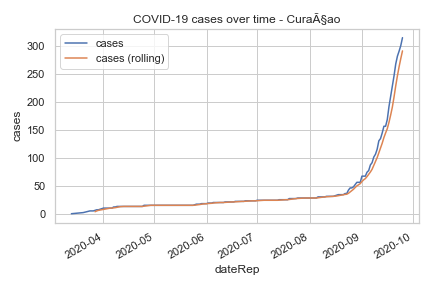 COVID-19 cases over time - CuraÃ§ao
cases
cases (rolling)
300
250
200
150
100
50
0
cases
2020-04
2020-05
2020-06
2020-07
2020-08
2020-09
2020-10
dateRep